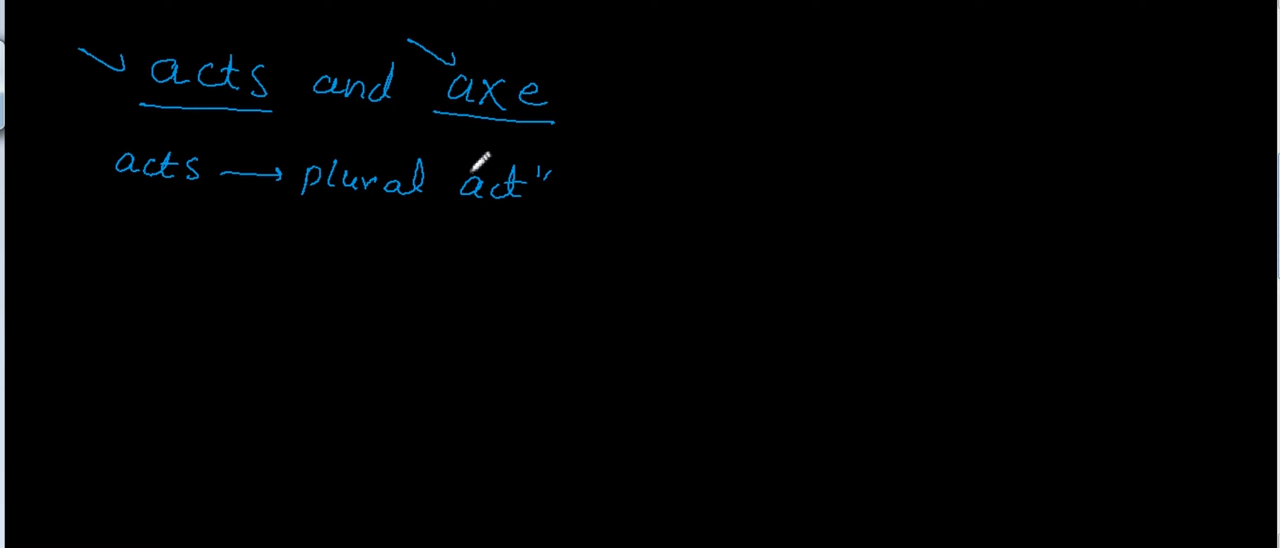 acts and axe
acts → plural act"